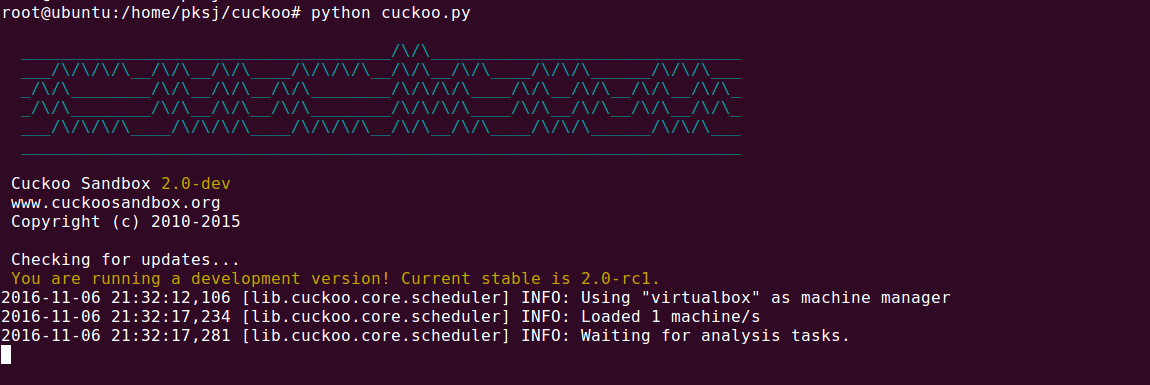 root@ubuntu:/home/pksj/cuckoo# python cuckoo.py
Cuckoo Sandbox 2.0-dev
www.cuckoosandbox.org
Copyright (c) 2010-2015
Checking for updates...
You are running a development version! Current stable is 2.0-rc1.
2016-11-06 21:32:12,106 [lib.cuckoo.core.scheduler] INFO: Using "virtualbox" as machine manager
2016-11-06 21:32:17,234 [lib.cuckoo.core.scheduler] INFO: Loaded 1 machine/s
2016-11-06 21:32:17,281 [lib.cuckoo.core.scheduler] INFO: Waiting for analysis tasks.